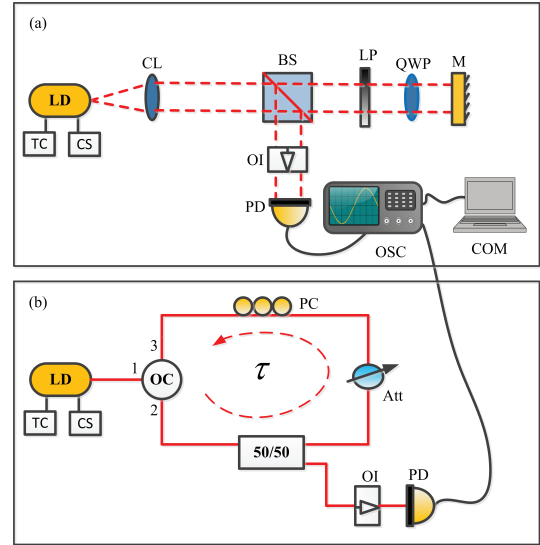 (a)
CL
BS
LP
QWP
M
LD
TC
CS
OI
PD
OSC
COM
(b)
PC
3
LD
1
OC
τ
2
Att
TC
CS
50/50
OI
PD